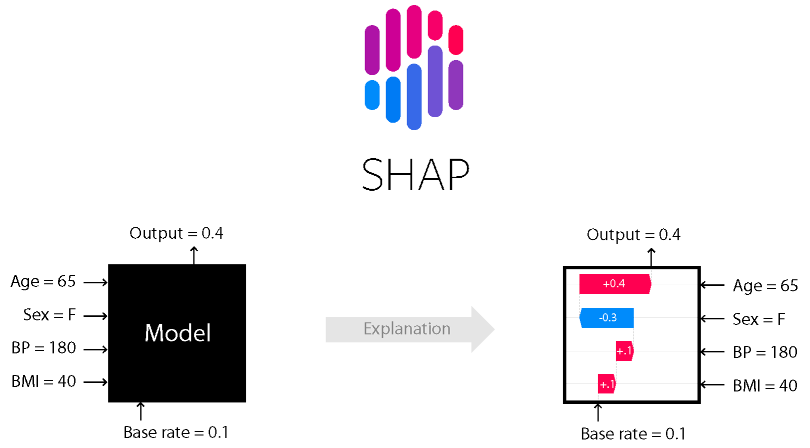 SHAP
Output = 0.4
Age = 65
Sex = F
BP = 180
BMI = 40
Model
Base rate = 0.1
Explanation
Output = 0.4
+0.4
-0.3
+.1
+.1
Age = 65
Sex = F
BP = 180
BMI = 40
Base rate = 0.1